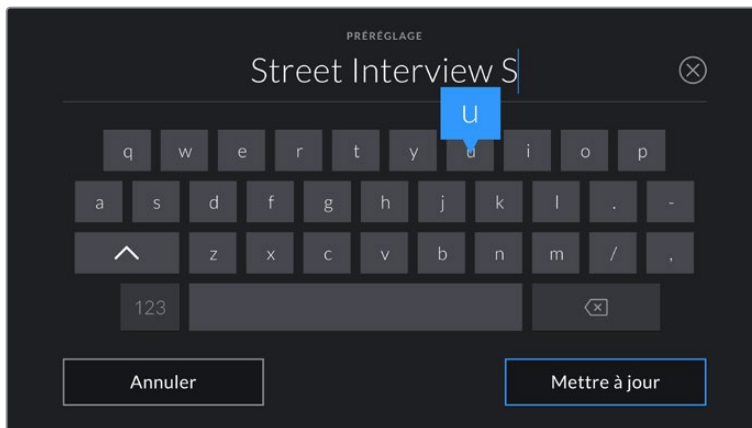 PRÉRÉGLAGE
Street Interview S
u
q w e r t y u i o p
a s d f g h j k l . -
z x c v b n m / ,
123
Annuler Mettre à jour